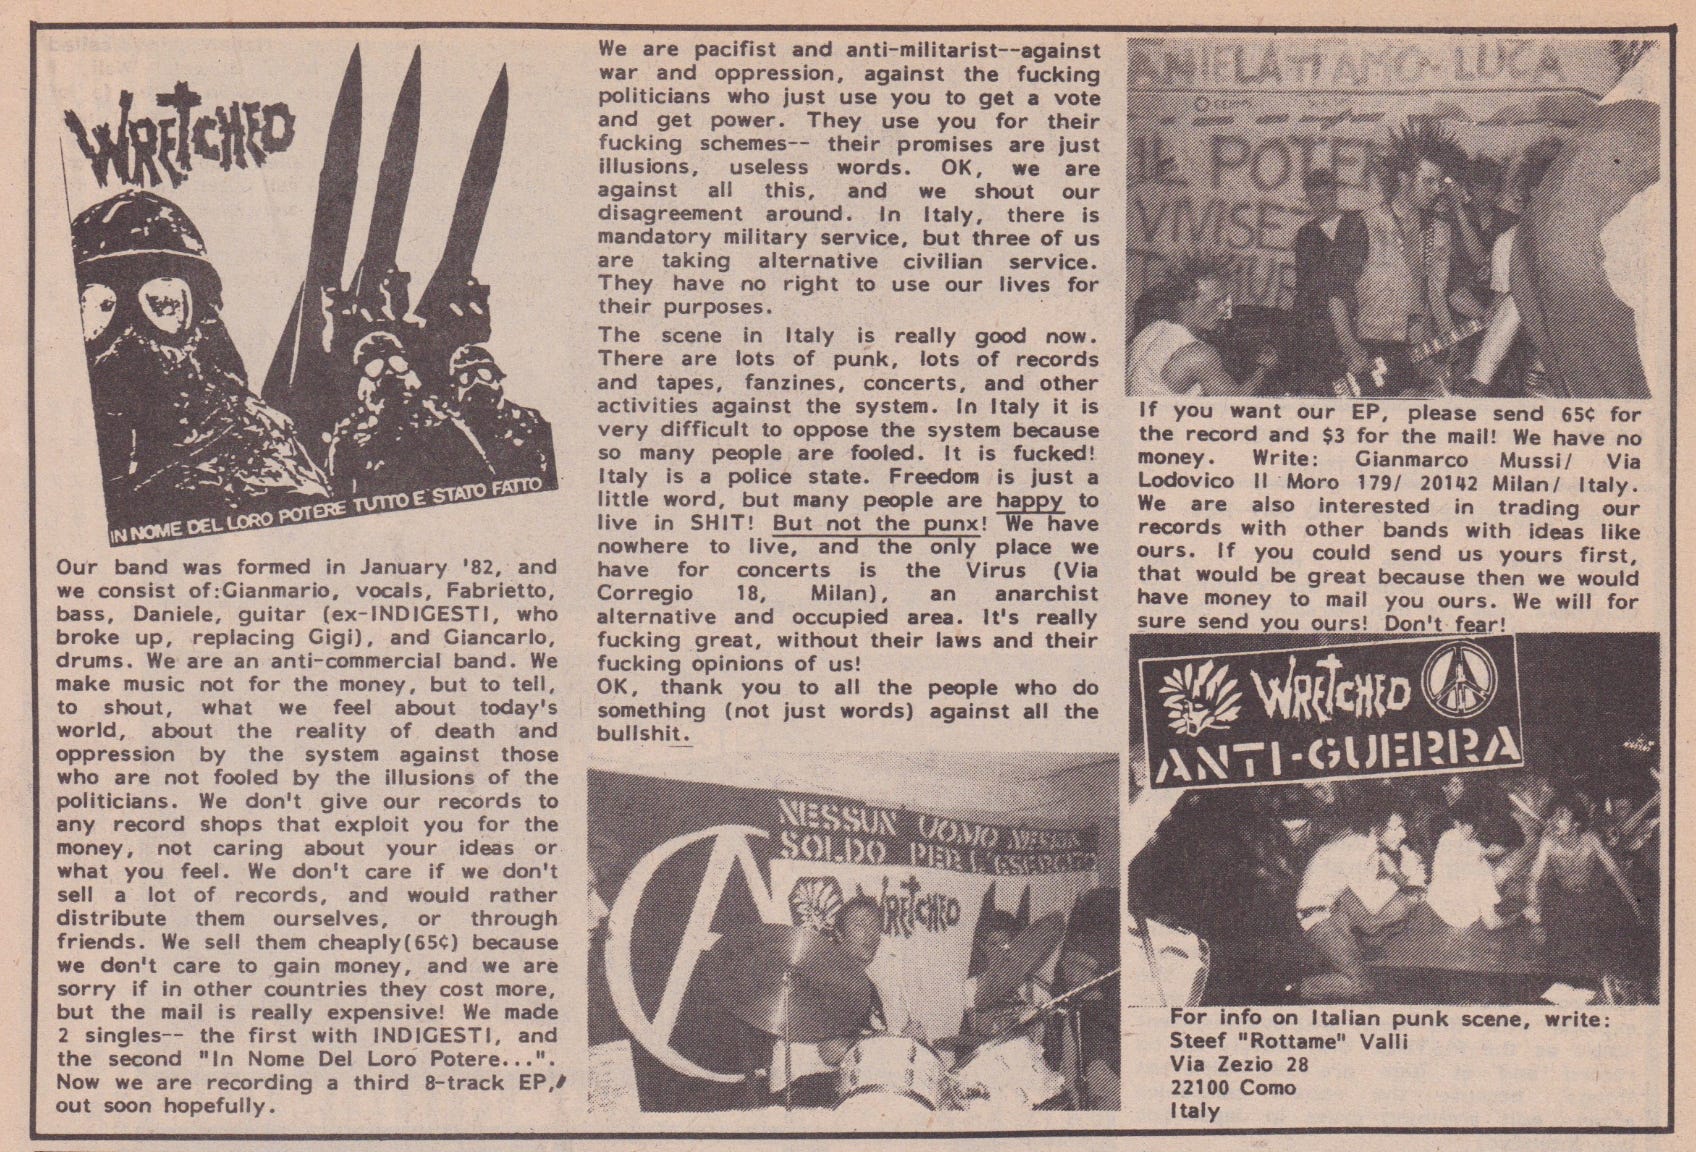 WRETCHED
IN NOME DEL LORO POTERE TUTTO E STATO FATTO
Our band was formed in January '82, and
we consist of:Gianmario, vocals, Fabrietto,
bass, Daniele, guitar (ex-INDIGESTI, who
broke up, replacing Gigi), and Giancarlo,
drums. We are an anti-commercial band. We
make music not for the money, but to tell,
to shout, what we feel about today's
world, about the reality of death and
oppression by the system against those
who are not fooled by the illusions of the
politicians. We don't give our records to
any record shops that exploit you for the
money, not caring about your ideas or
what you feel. We don't care if we don't
sell a lot of records, and would rather
distribute them ourselves, or through
friends. We sell them cheaply(65¢) because
we don't care to gain money, and we are
sorry if in other countries they cost more,
but the mail is really expensive! We made
2 singles-- the first with INDIGESTI, and
the second "In Nome Del Loro Potere...".
Now we are recording a third 8-track EP,
out soon hopefully.
We are pacifist and anti-militarist--against
war and oppression, against the fucking
politicians who just use you to get a vote
and get power. They use you for their
fucking schemes-- their promises are just
illusions, useless words. OK, we are
against all this, and we shout our
disagreement around. In Italy, there is
mandatory military service, but three of us
are taking alternative civilian service.
They have no right to use our lives for
their purposes.
The scene in Italy is really good now.
There are lots of punk, lots of records
and tapes, fanzines, concerts, and other
activities against the system. In Italy it is
very difficult to oppose the system because
so many people are fooled. It is fucked!
Italy is a police state. Freedom is just a
little word, but many people are happy to
live in SHIT! But not the punx! We have
nowhere to live, and the only place we
have for concerts is the Virus (Via
Corregio 18, Milan), an anarchist
alternative and occupied area. It's really
fucking great, without their laws and their
fucking opinions of us!
OK, thank you to all the people who do
something (not just words) against all the
bullshit.
NESSUN UOMO NESSUN
SOLDO PER L'ESERCITO
WRETCHED
ANIELA TI AMO-LUCA
IL POTER
VIVISEZ
If you want our EP, please send 65¢ for
the record and $3 for the mail! We have no
money. Write: Gianmarco Mussi/ Via
Lodovico Il Moro 179/ 20142 Milan/ Italy.
We are also interested in trading our
records with other bands with ideas like
ours. If you could send us yours first,
that would be great because then we would
have money to mail you ours. We will for
sure send you ours! Don't fear!
WRETCHED
ANTI-GUERRA
For info on Italian punk scene, write:
Steef "Rottame" Valli
Via Zezio 28
22100 Como
Italy